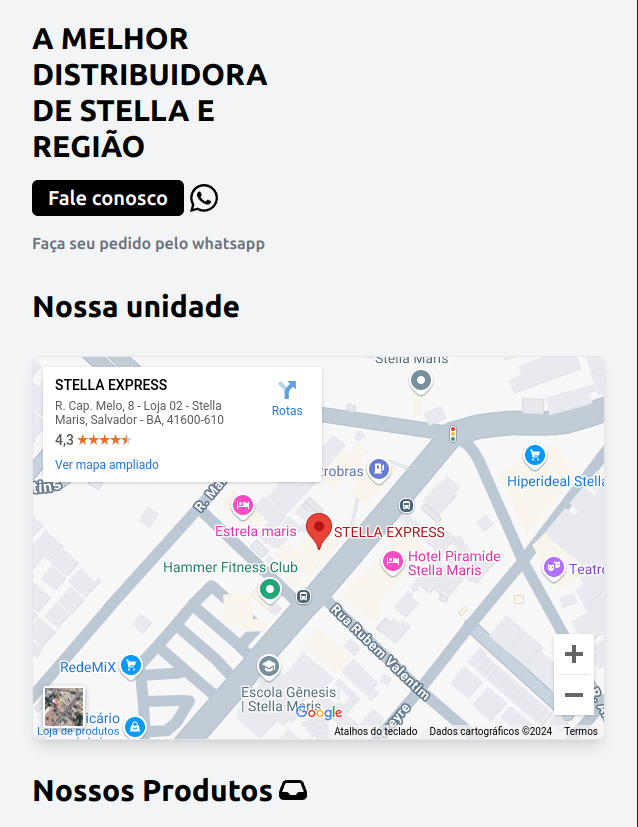 A MELHOR
DISTRIBUIDORA
DE STELLA E
REGIÃO
Fale conosco
Faça seu pedido pelo whatsapp
Nossa unidade
Stella Maris
STELLA EXPRESS
R. Cap. Melo, 8 - Loja 02 - Stella
Maris, Salvador - BA, 41600-610
4,3
Ver mapa ampliado
Rotas
trobras
Hiperideal Stella
tins
R. Ma
Estrela maris
STELLA EXPRESS
Hotel Piramide
Stella Maris
Teatro
Hammer Fitness Club
Rua Rubem Valentim
RedeMiX
Escola Gênesis
| Stella Maris
Google
icário
Loja de produtos
eyre
Atalhos do teclado
Dados cartográficos ©2024
Termos
Nossos Produtos